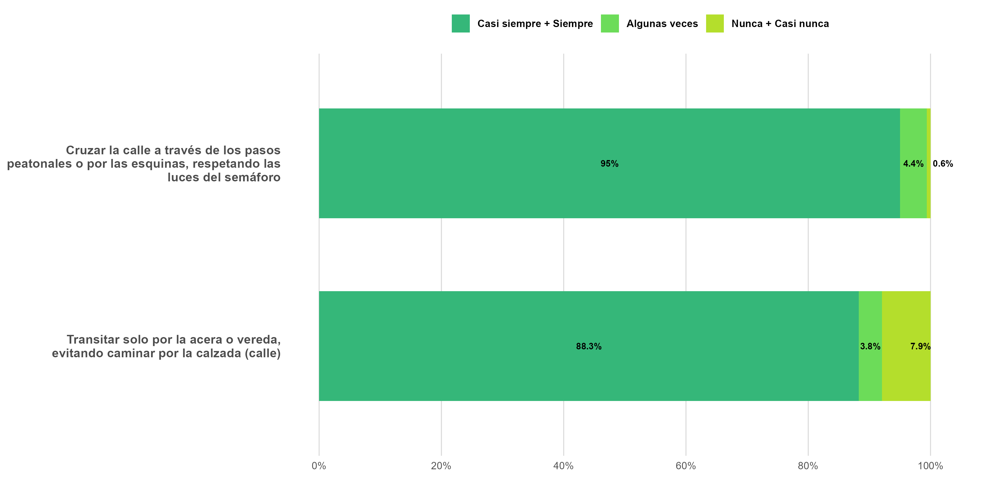 Casi siempre + Siempre Algunas veces Nunca + Casi nunca
Cruzar la calle a través de los pasos
peatonales o por las esquinas, respetando las
luces del semáforo
95% 4.4% 0.6%
Transitar solo por la acera o vereda,
evitando caminar por la calzada (calle)
88.3% 3.8% 7.9%
0% 20% 40% 60% 80% 100%